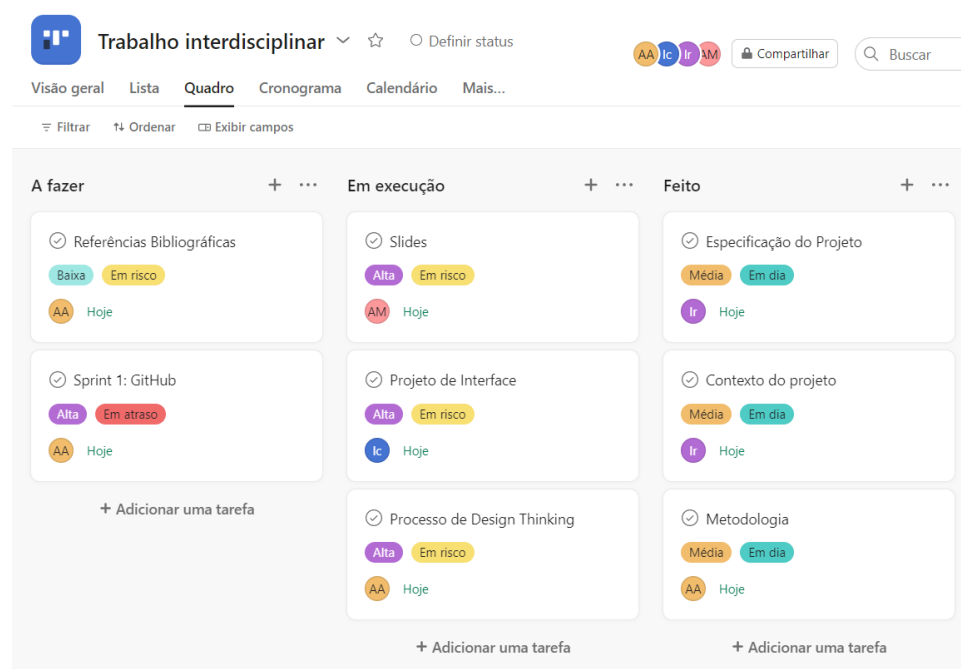 Trabalho interdisciplinar
Definir status
AA Ic Ir AM
Compartilhar
Buscar
Visão geral Lista Quadro Cronograma Calendário Mais...
Filtrar Ordenar Exibir campos
A fazer
Referências Bibliográficas
Baixa Em risco
AA Hoje
Sprint 1: GitHub
Alta Em atraso
AA Hoje
+ Adicionar uma tarefa
Em execução
Slides
Alta Em risco
AM Hoje
Projeto de Interface
Alta Em risco
Ic Hoje
Processo de Design Thinking
Alta Em risco
AA Hoje
+ Adicionar uma tarefa
Feito
Especificação do Projeto
Média Em dia
Ir Hoje
Contexto do projeto
Média Em dia
Ir Hoje
Metodologia
Média Em dia
AA Hoje
+ Adicionar uma tarefa